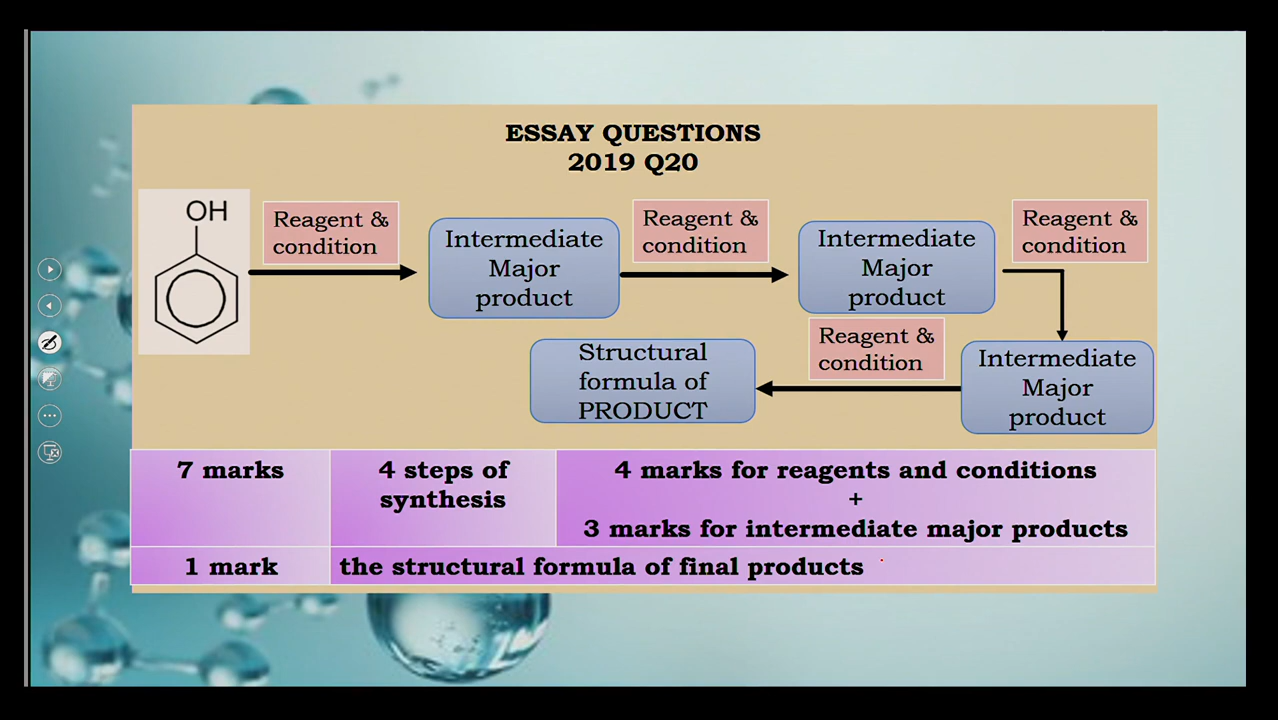 ESSAY QUESTIONS
2019 Q20
OH
Reagent &
condition
Intermediate
Major
product
Reagent &
condition
Intermediate
Major
product
Reagent &
condition
Intermediate
Major
product
Reagent &
condition
Structural
formula of
PRODUCT
7 marks
4 steps of
synthesis
4 marks for reagents and conditions
+
3 marks for intermediate major products
1 mark
the structural formula of final products